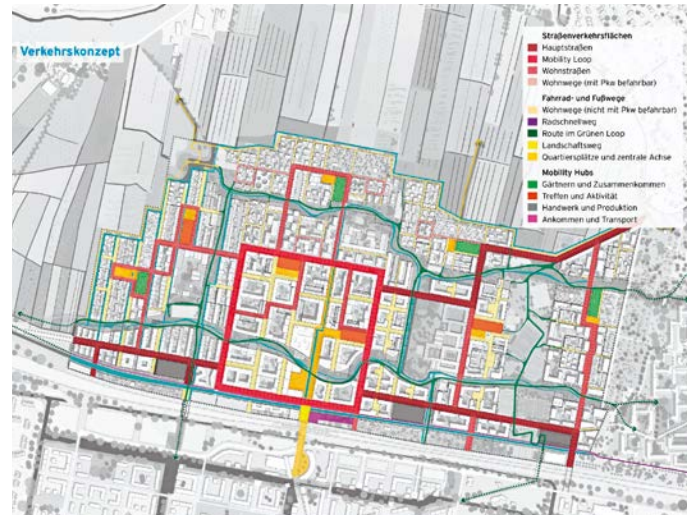 Verkehrskonzept
Straßenverkehrsflächen
Hauptstraßen
Mobility Loop
Wohnstraßen
Wohnwege (mit Pkw befahrbar)
Fahrrad- und Fußwege
Wohnwege (nicht mit Pkw befahrbar)
Radschnellweg
Route im Grünen Loop
Landschaftsweg
Quartiersplätze und zentrale Achse
Mobility Hubs
Gärtnern und Zusammenkommen
Treffen und Aktivität
Handwerk und Produktion
Ankommen und Transport